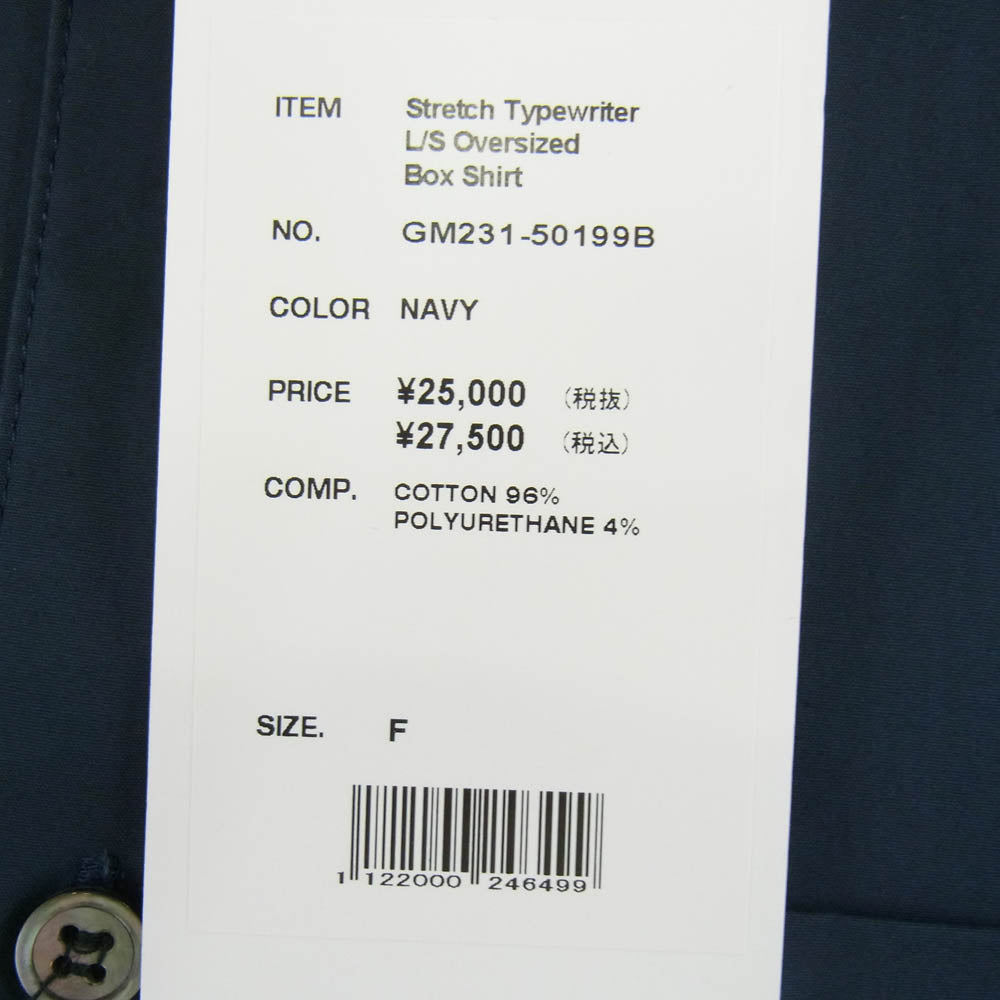 ITEM Stretch Typewriter
L/S Oversized
Box Shirt
NO. GM231-50199B
COLOR NAVY
PRICE ¥25,000 (税抜)
¥27,500 (税込)
COMP. COTTON 96%
POLYURETHANE 4%
SIZE. F
1 122000 246499